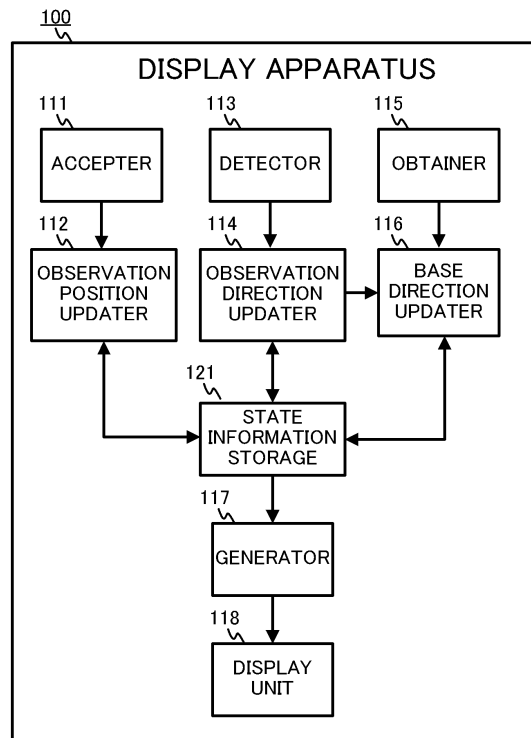 100
DISPLAY APPARATUS
111
113
115
ACCEPTER
DETECTOR
OBTAINER
112
114
116
OBSERVATION
POSITION
UPDATER
OBSERVATION
DIRECTION
UPDATER
BASE
DIRECTION
UPDATER
121
STATE
INFORMATION
STORAGE
117
GENERATOR
118
DISPLAY
UNIT